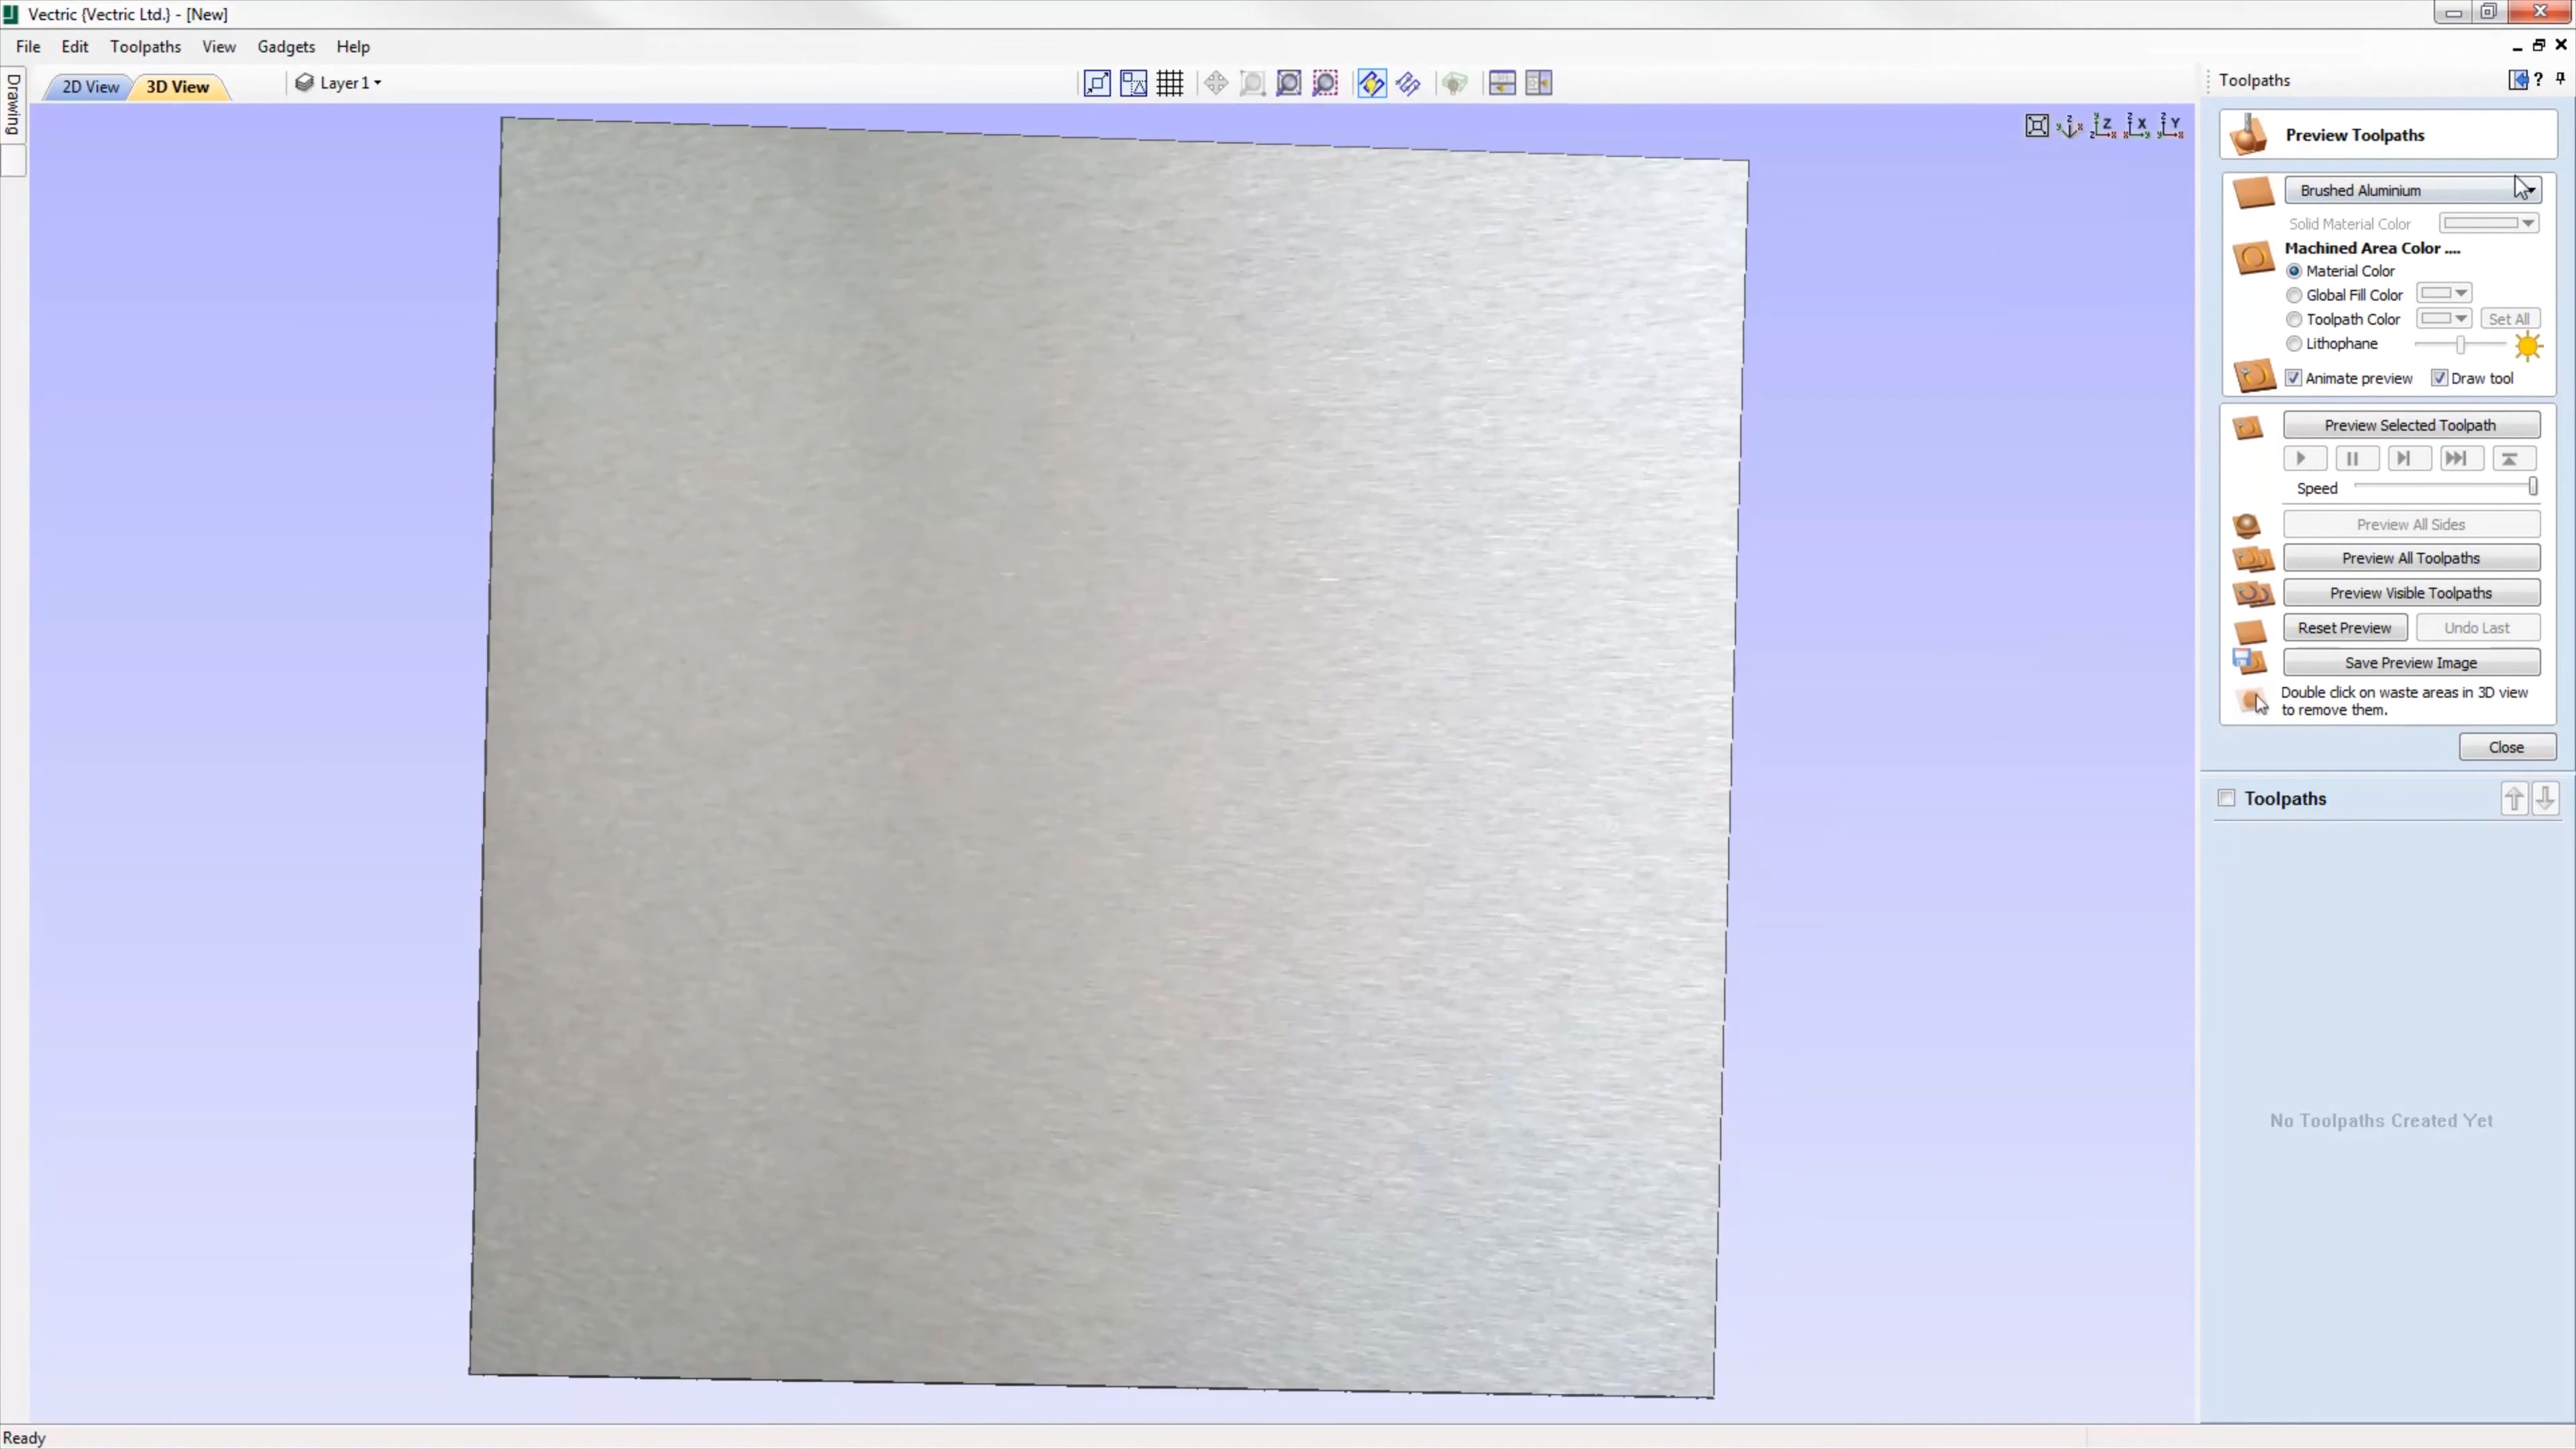 Vectric {Vectric Ltd.} - [New]
File Edit Toolpaths View Gadgets Help
Drawing
2D View 3D View Layer 1
Toolpaths
Preview Toolpaths
Brushed Aluminium
Solid Material Color
Machined Area Color ....
Material Color
Global Fill Color
Toolpath Color Set All
Lithophane
Animate preview Draw tool
Preview Selected Toolpath
Speed
Preview All Sides
Preview All Toolpaths
Preview Visible Toolpaths
Reset Preview Undo Last
Save Preview Image
Double click on waste areas in 3D view
to remove them.
Close
Toolpaths
No Toolpaths Created Yet
Ready